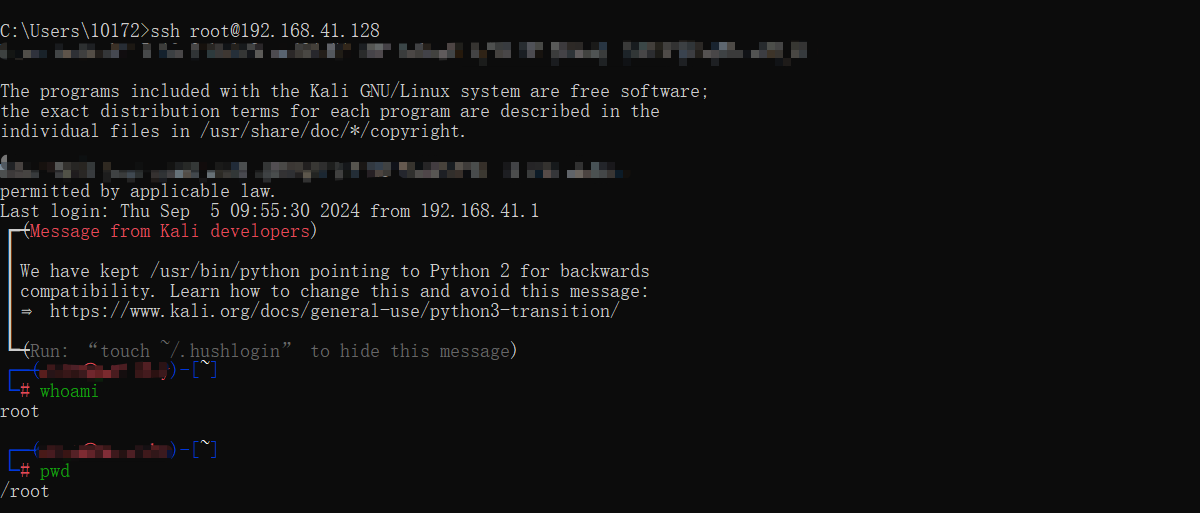 C:\Users\10172>ssh root@192.168.41.128
The programs included with the Kali GNU/Linux system are free software;
the exact distribution terms for each program are described in the
individual files in /usr/share/doc/*/copyright.
permitted by applicable law.
Last login: Thu Sep  5 09:55:30 2024 from 192.168.41.1
┌─(Message from Kali developers)
│ We have kept /usr/bin/python pointing to Python 2 for backwards
│ compatibility. Learn how to change this and avoid this message:
│ ⇒ https://www.kali.org/docs/general-use/python3-transition/
└─(Run: “touch ~/.hushlogin” to hide this message)
┌──( )-[~]
└─# whoami
root
┌──( )-[~]
└─# pwd
/root